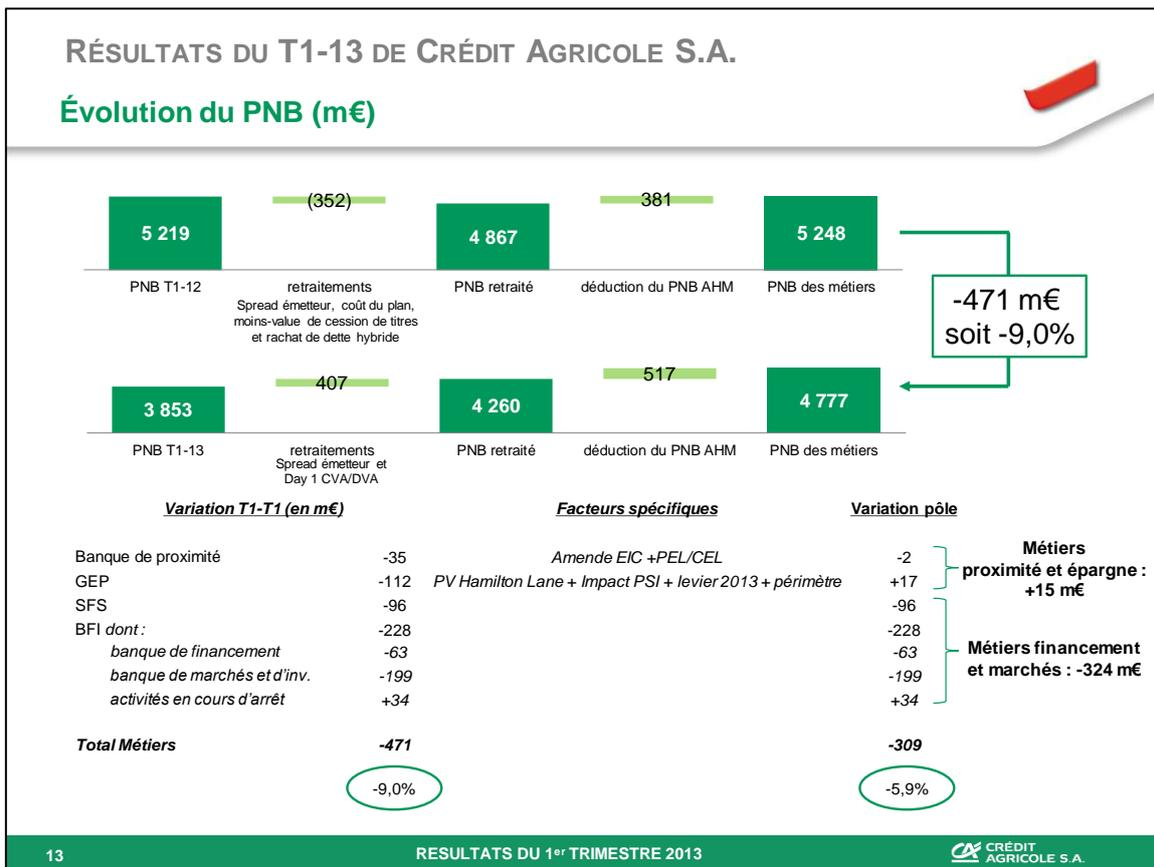 RÉSULTATS DU T1-13 DE CRÉDIT AGRICOLE S.A.
Évolution du PNB (m€)
5 219
(352)
4 867
381
5 248
PNB T1-12
retraitements
PNB retraité
déduction du PNB AHM
PNB des métiers
Spread émetteur, coût du plan,
moins-value de cession de titres
et rachat de dette hybride
-471 m€
soit -9,0%
3 853
407
4 260
517
4 777
PNB T1-13
retraitements
PNB retraité
déduction du PNB AHM
PNB des métiers
Spread émetteur et
Day 1 CVA/DVA
Variation T1-T1 (en m€) Facteurs spécifiques Variation pôle
Banque de proximité -35 Amende EIC +PEL/CEL -2
GEP -112 PV Hamilton Lane + Impact PSI + levier 2013 + périmètre +17
Métiers
proximité et épargne :
+15 m€
SFS -96 -96
BFI dont : -228 -228
banque de financement -63 -63
banque de marchés et d'inv. -199 -199
activités en cours d'arrêt +34 +34
Métiers financement
et marchés : -324 m€
Total Métiers -471 -309
-9,0% -5,9%
13 RESULTATS DU 1er TRIMESTRE 2013
CA CRÉDIT
AGRICOLE S.A.